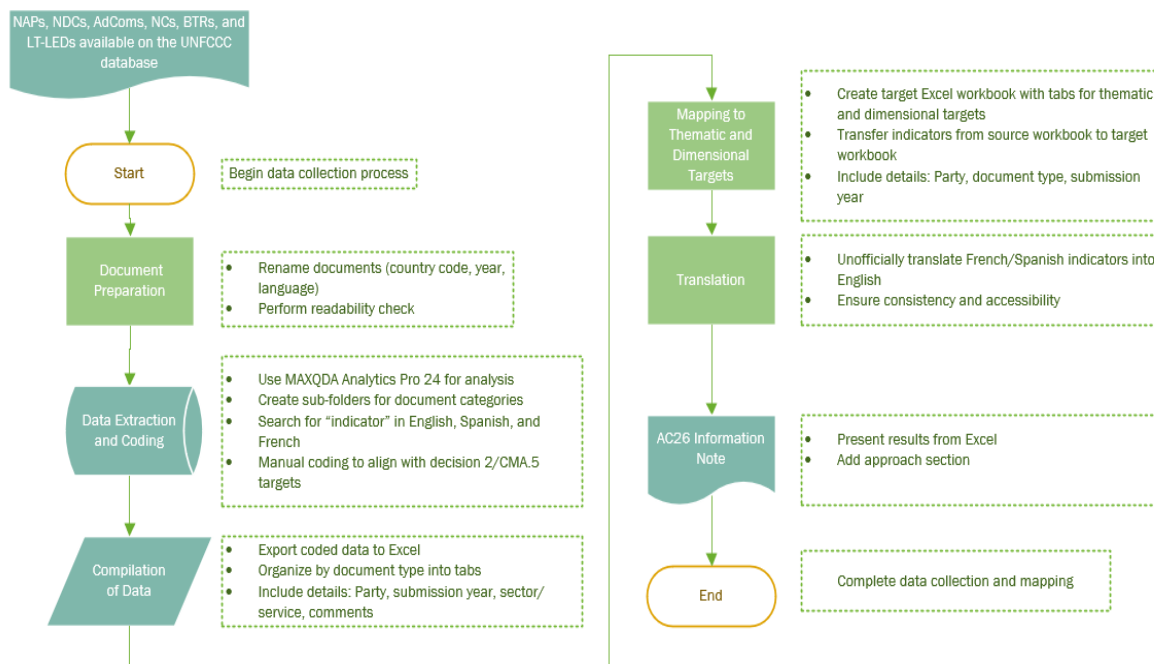 NAPs, NDCs, AdComs, NCs, BTRs, and
LT-LEDs available on the UNFCCC
database
Start
Begin data collection process
Document
Preparation
• Rename documents (country code, year,
language)
• Perform readability check
Data Extraction
and Coding
• Use MAXQDA Analytics Pro 24 for analysis
• Create sub-folders for document categories
• Search for “indicator” in English, Spanish, and
French
• Manual coding to align with decision 2/CMA.5
targets
Compilation
of Data
• Export coded data to Excel
• Organize by document type into tabs
• Include details: Party, submission year, sector/
service, comments
Mapping to
Thematic and
Dimensional
Targets
• Create target Excel workbook with tabs for thematic
and dimensional targets
• Transfer indicators from source workbook to target
workbook
• Include details: Party, document type, submission
year
Translation
• Unofficially translate French/Spanish indicators into
English
• Ensure consistency and accessibility
AC26 Information
Note
• Present results from Excel
• Add approach section
End
Complete data collection and mapping